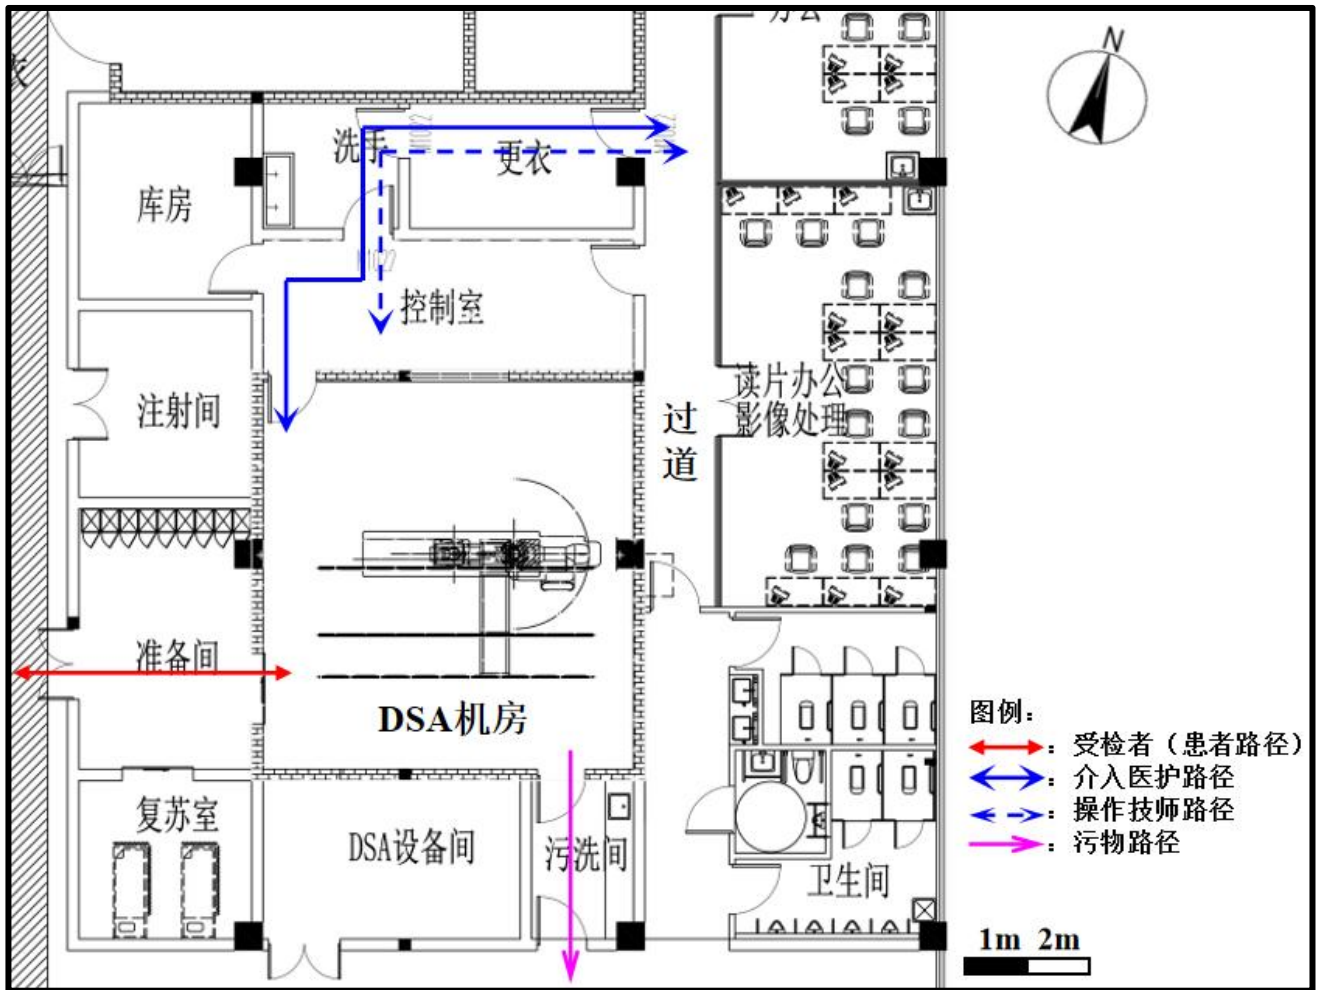 办公
N
洗手
M1022
更衣
M1022
库房
M1022
控制室
读片办公
影像处理
注射间
过
道
准备间
DSA机房
图例：
：受检者（患者路径）
：介入医护路径
：操作技师路径
：污物路径
复苏室
DSA设备间
污洗间
卫生间
1m 2m